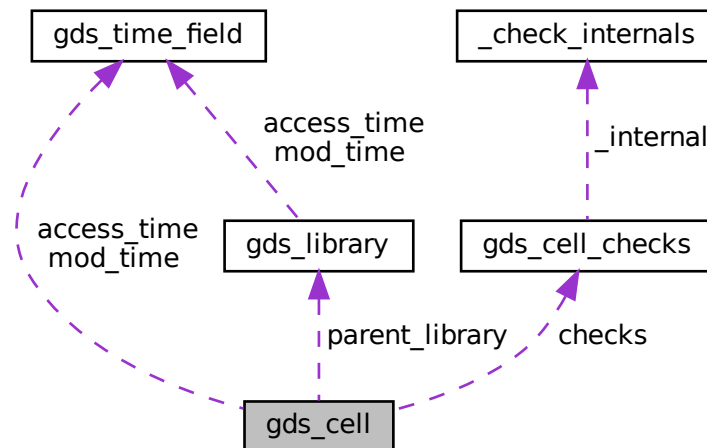 gds_time_field
_check_internals
access_time
mod_time
_internal
access_time
mod_time
gds_library
gds_cell_checks
parent_library
checks
gds_cell